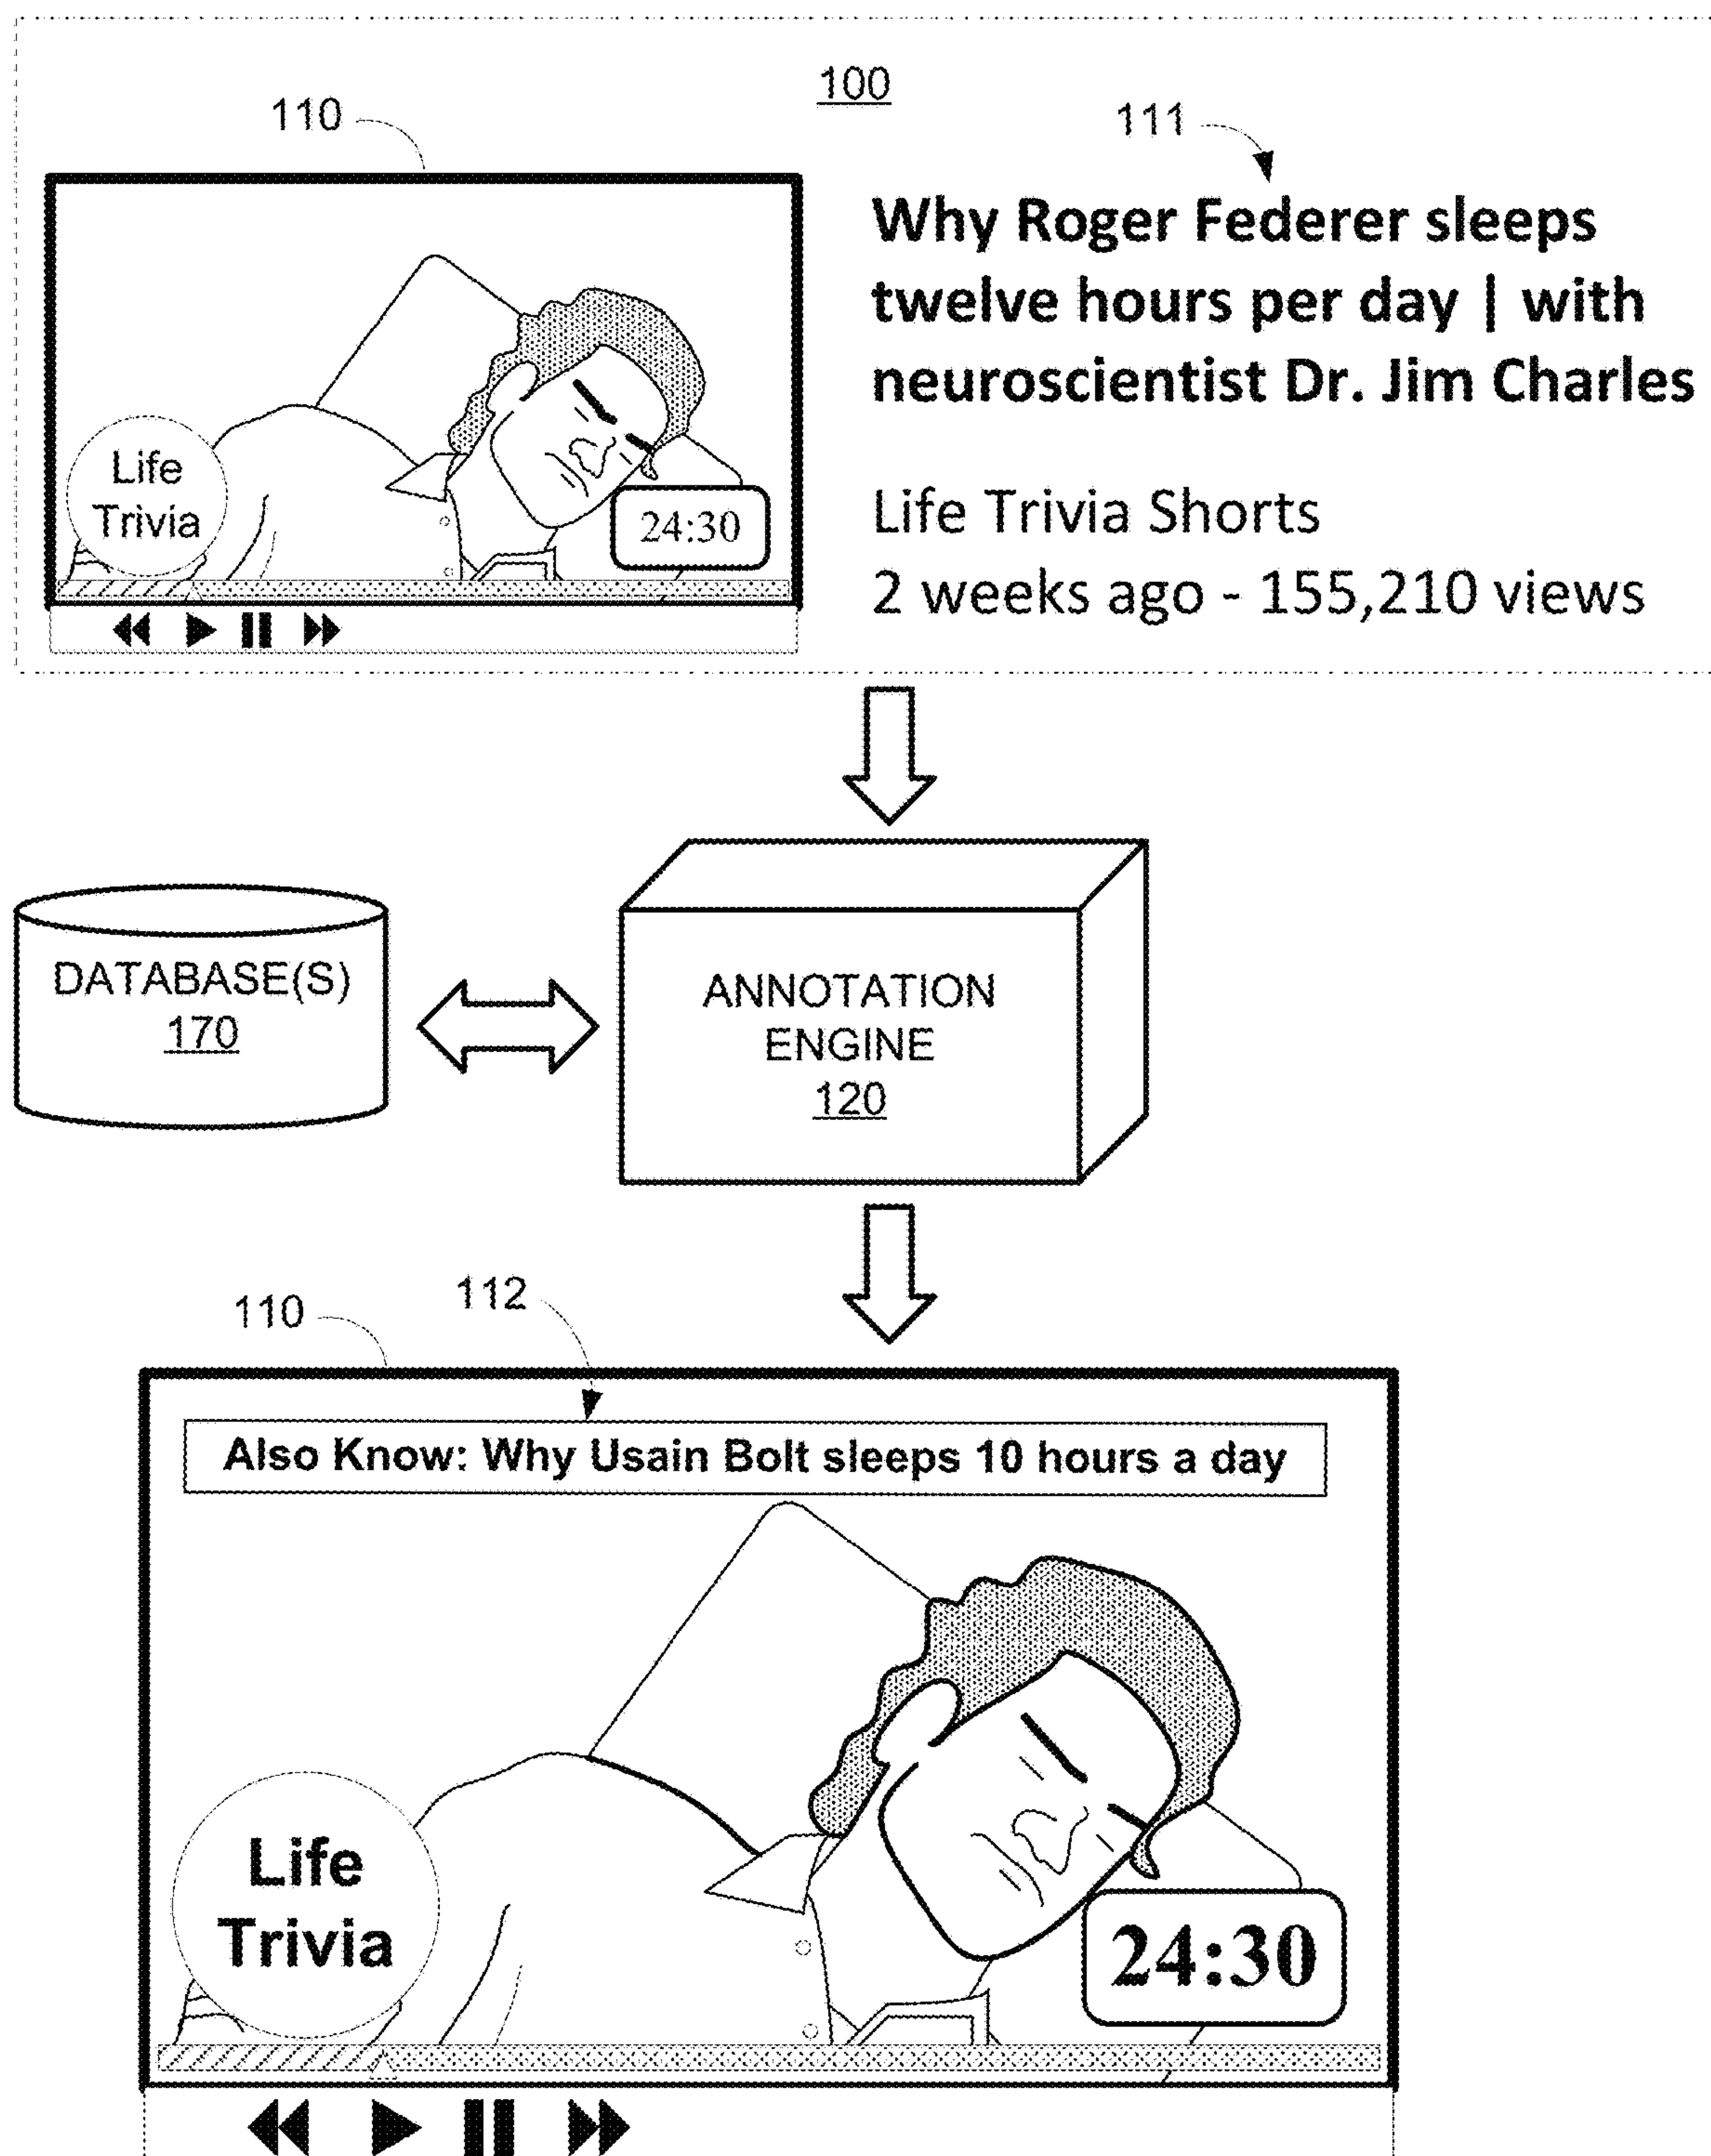 100
110
111
Why Roger Federer sleeps
twelve hours per day | with
neuroscientist Dr. Jim Charles
Life
Trivia
24:30
Life Trivia Shorts
2 weeks ago - 155,210 views
DATABASE(S)
170
ANNOTATION
ENGINE
120
110
112
Also Know: Why Usain Bolt sleeps 10 hours a day
Life
Trivia
24:30